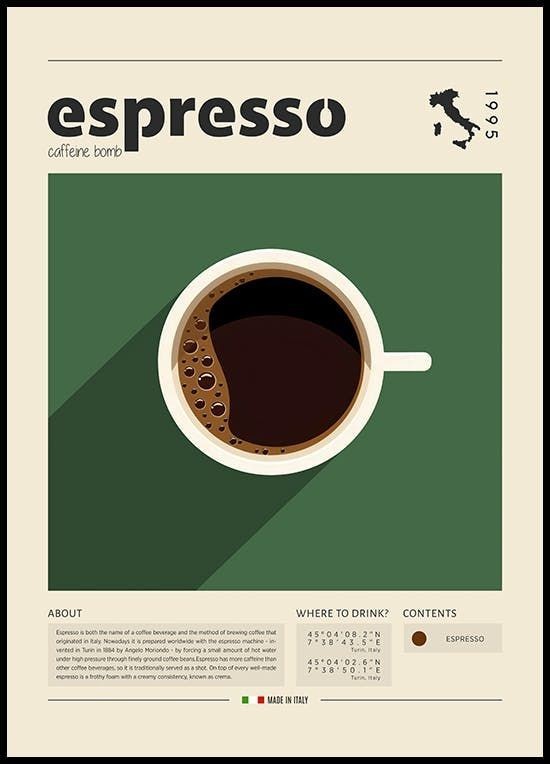 espresso
caffeine bomb
1995
ABOUT
Espresso is both the name of a coffee beverage and the method of brewing coffee that
originated in Italy. Nowadays it is prepared worldwide with the espresso machine - in-
vented in Turin in 1884 by Angelo Moriondo - by forcing a small amount of hot water
under high pressure through finely ground coffee beans.Espresso has more caffeine than
other coffee beverages, so it is traditionally served as a shot. On top of every well-made
espresso is a frothy foam with a creamy consistency, known as crema.
WHERE TO DRINK?
45°04'08.2"N
7°38'43.5"E
Turin, Italy
45°04'02.6"N
7°38'50.1"E
Turin, Italy
CONTENTS
ESPRESSO
MADE IN ITALY